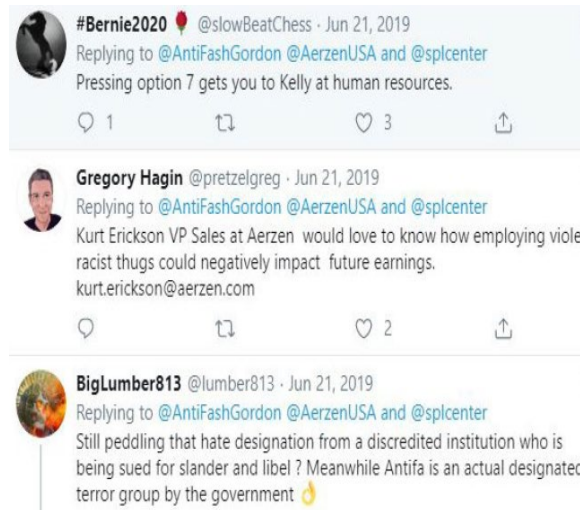 #Bernie2020 🌹 @slowBeatChess · Jun 21, 2019
Replying to @AntiFashGordon @AerzenUSA and @splcenter
Pressing option 7 gets you to Kelly at human resources.
1 3
Gregory Hagin @pretzelgreg · Jun 21, 2019
Replying to @AntiFashGordon @AerzenUSA and @splcenter
Kurt Erickson VP Sales at Aerzen would love to know how employing viole
racist thugs could negatively impact future earnings.
kurt.erickson@aerzen.com
2
BigLumber813 @lumber813 · Jun 21, 2019
Replying to @AntiFashGordon @AerzenUSA and @splcenter
Still peddling that hate designation from a discredited institution who is
being sued for slander and libel ? Meanwhile Antifa is an actual designated
terror group by the government 👌